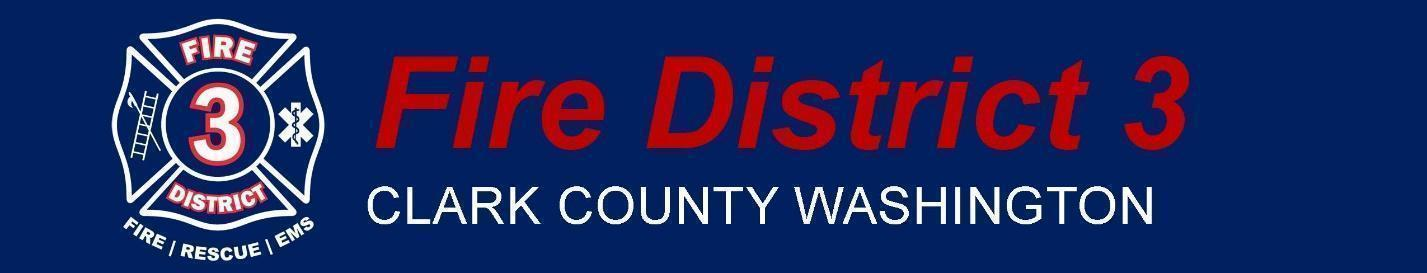 FIRE
3
DISTRICT
FIRE | RESCUE | EMS
Fire District 3
CLARK COUNTY WASHINGTON